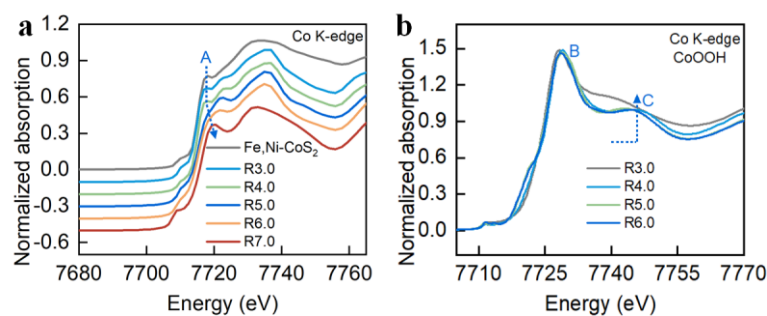 a
Normalized absorption
1.2
0.9
0.6
0.3
0.0
-0.3
-0.6
Co K-edge
A
Fe,Ni-CoS₂
R3.0
R4.0
R5.0
R6.0
R7.0
7680 7700 7720 7740 7760
Energy (eV)
b
Normalized absorption
1.5
1.2
0.9
0.6
0.3
0.0
Co K-edge
CoOOH
B
C
R3.0
R4.0
R5.0
R6.0
7710 7725 7740 7755 7770
Energy (eV)